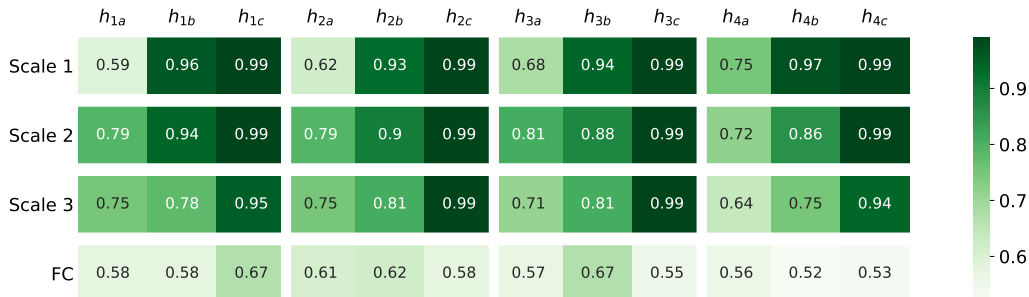 h1a h1b h1c h2a h2b h2c h3a h3b h3c h4a h4b h4c
Scale 1 0.59 0.96 0.99 0.62 0.93 0.99 0.68 0.94 0.99 0.75 0.97 0.99
Scale 2 0.79 0.94 0.99 0.79 0.9 0.99 0.81 0.88 0.99 0.72 0.86 0.99
Scale 3 0.75 0.78 0.95 0.75 0.81 0.99 0.71 0.81 0.99 0.64 0.75 0.94
FC 0.58 0.58 0.67 0.61 0.62 0.58 0.57 0.67 0.55 0.56 0.52 0.53
0.9
0.8
0.7
0.6